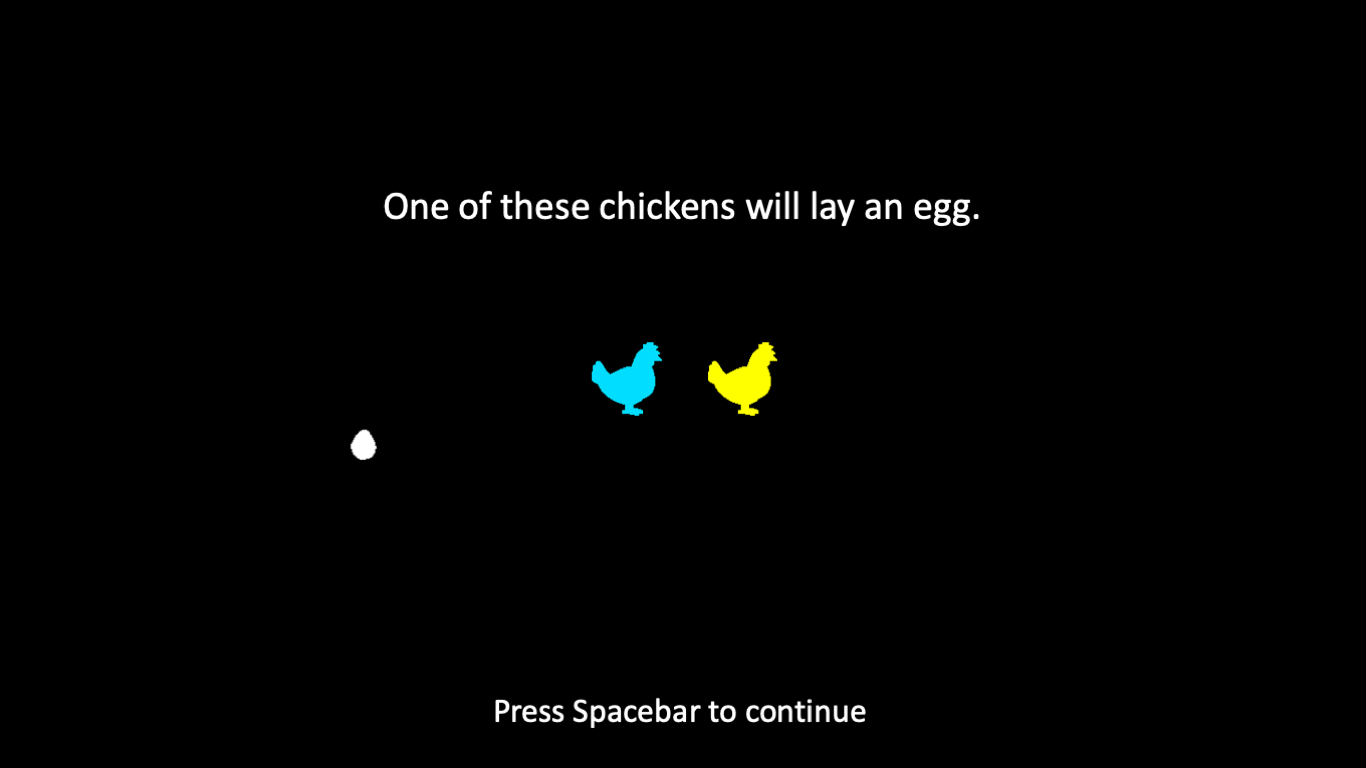 One of these chickens will lay an egg.
Press Spacebar to continue